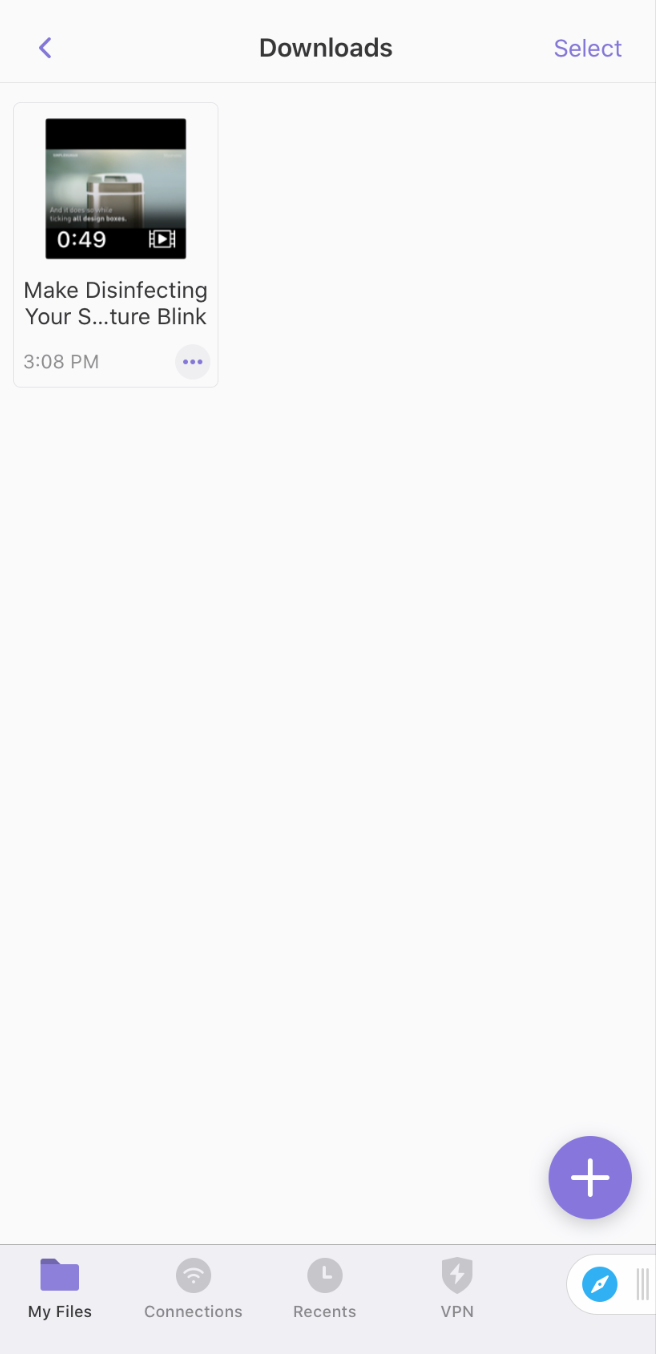 Downloads
Select
And it does so while
ticking all design boxes.
0:49
Make Disinfecting
Your S...ture Blink
3:08 PM
My Files
Connections
Recents
VPN